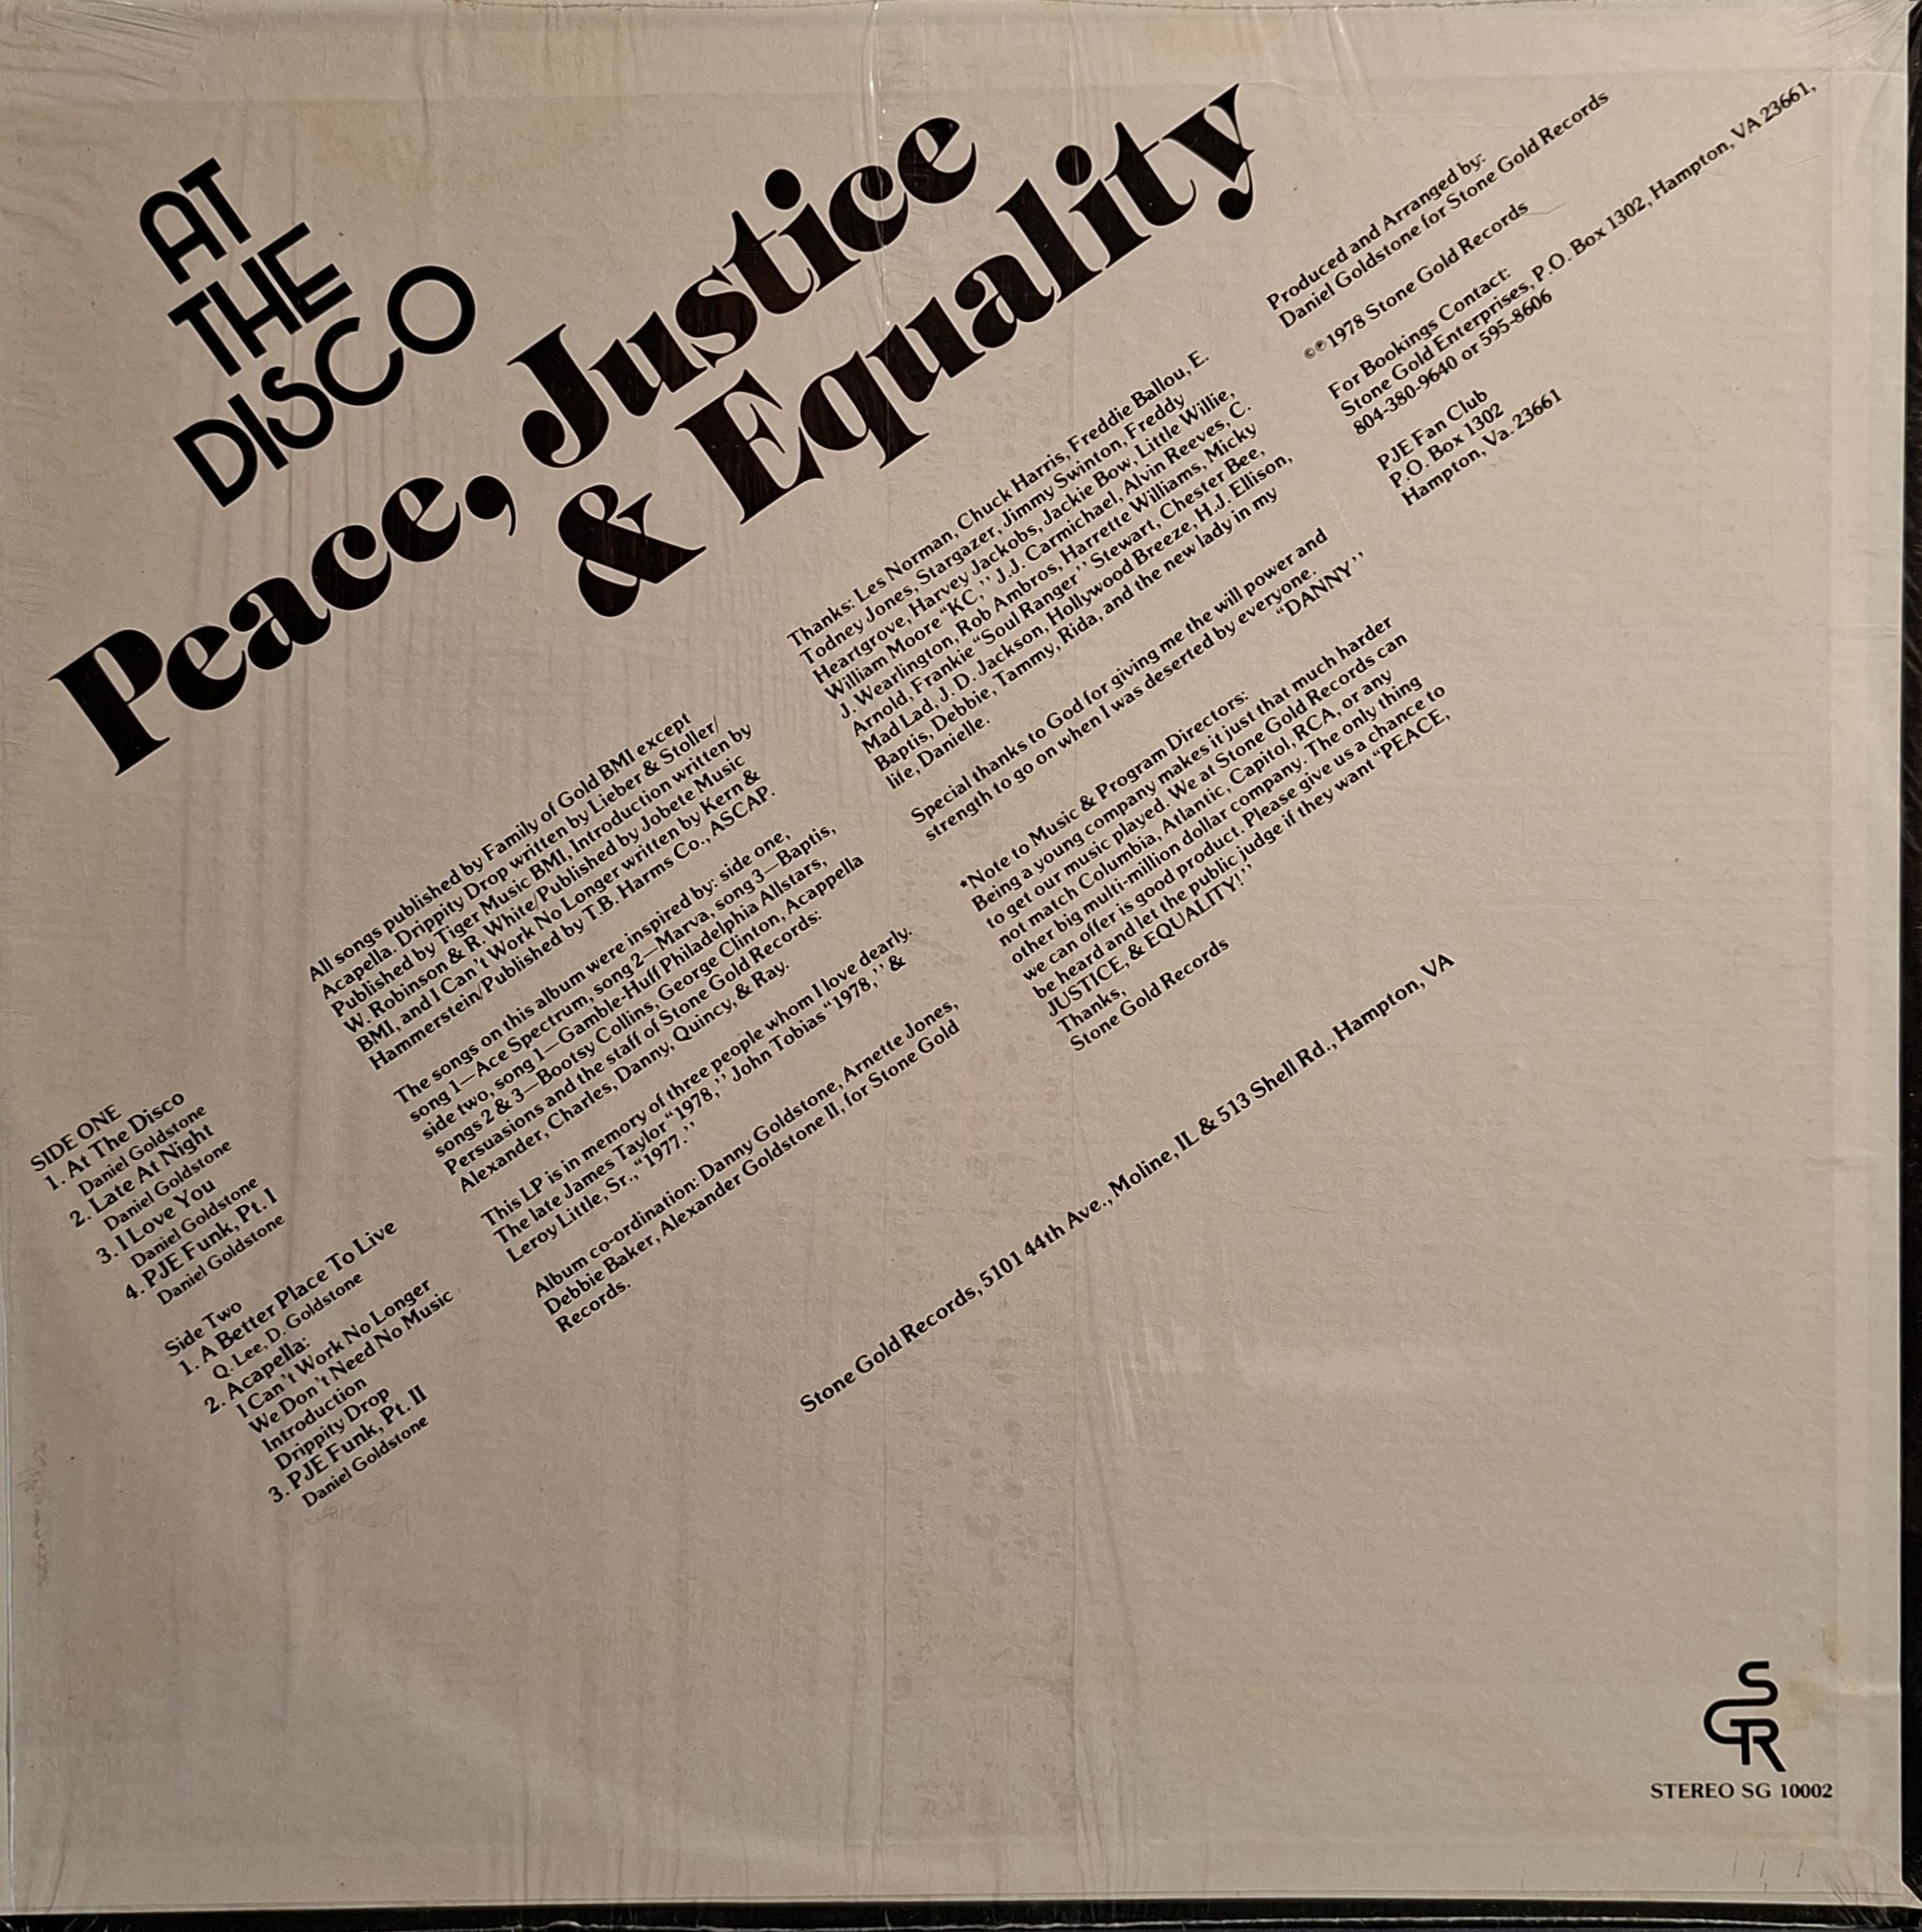 AT
THE
DISCO
Peace, Justice
& Equality
SIDE ONE
1. At The Disco
Daniel Goldstone
2. Late At Night
Daniel Goldstone
3. I Love You
Daniel Goldstone
4. PJE Funk, Pt. I
Daniel Goldstone
Side Two
1. A Better Place To Live
Q. Lee, D. Goldstone
2. Acapella:
I Can't Work No Longer
We Don't Need No Music
Introduction
Drippity Drop
3. PJE Funk, Pt. II
Daniel Goldstone
All songs published by Family of Gold BMI except
Acapella. Drippity Drop written by Lieber & Stoller/
Published by Tiger Music BMI, Introduction written by
W. Robinson & R. White/Published by Jobete Music
BMI, and I Can't Work No Longer written by Kern &
Hammerstein/Published by T.B. Harms Co., ASCAP.
The songs on this album were inspired by: side one,
song 1—Ace Spectrum, song 2—Marva, song 3—Baptis,
side two, song 1—Gamble-Huff Philadelphia Allstars,
songs 2 & 3—Bootsy Collins, George Clinton, Acappella
Persuasions and the staff of Stone Gold Records:
Alexander, Charles, Danny, Quincy, & Ray.
This LP is in memory of three people whom I love dearly.
The late James Taylor "1978,'' John Tobias "1978,'' &
Leroy Little, Sr., "1977.''
Album co-ordination: Danny Goldstone, Arnette Jones,
Debbie Baker, Alexander Goldstone II, for Stone Gold
Records.
Thanks: Les Norman, Chuck Harris, Freddie Ballou, E.
Todney Jones, Stargazer, Jimmy Swinton, Freddy
Heartgrove, Harvey Jackobs, Jackie Bow, Little Willie,
William Moore "KC,'' J.J. Carmichael, Alvin Reeves, C.
J. Wearlington, Rob Ambros, Harrette Williams, Micky
Arnold, Frankie "Soul Ranger'' Stewart, Chester Bee,
Mad Lad, J. D. Jackson, Hollywood Breeze, H.J. Ellison,
Baptis, Debbie, Tammy, Rida, and the new lady in my
life, Danielle.
Special thanks to God for giving me the will power and
strength to go on when I was deserted by everyone.
"DANNY''
*Note to Music & Program Directors:
Being a young company makes it just that much harder
to get our music played. We at Stone Gold Records can
not match Columbia, Atlantic, Capitol, RCA, or any
other big multi-million dollar company. The only thing
we can offer is good product. Please give us a chance to
be heard and let the public judge if they want "PEACE,
JUSTICE, & EQUALITY!''
Thanks,
Stone Gold Records
Produced and Arranged by:
Daniel Goldstone for Stone Gold Records
©℗1978 Stone Gold Records
For Bookings Contact:
Stone Gold Enterprises, P.O. Box 1302, Hampton, VA 23661,
804-380-9640 or 595-8606
PJE Fan Club
P.O. Box 1302
Hampton, Va. 23661
Stone Gold Records, 5101 44th Ave., Moline, IL & 513 Shell Rd., Hampton, VA
SGR
STEREO SG 10002